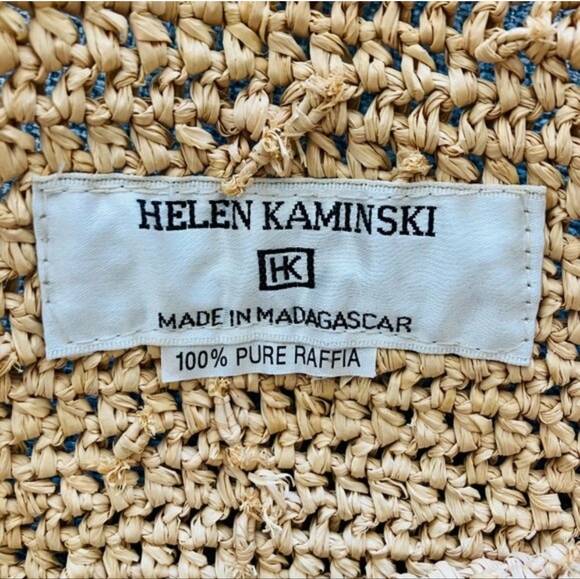 HELEN KAMINSKI
HK
MADE IN MADAGASCAR
100% PURE RAFFIA